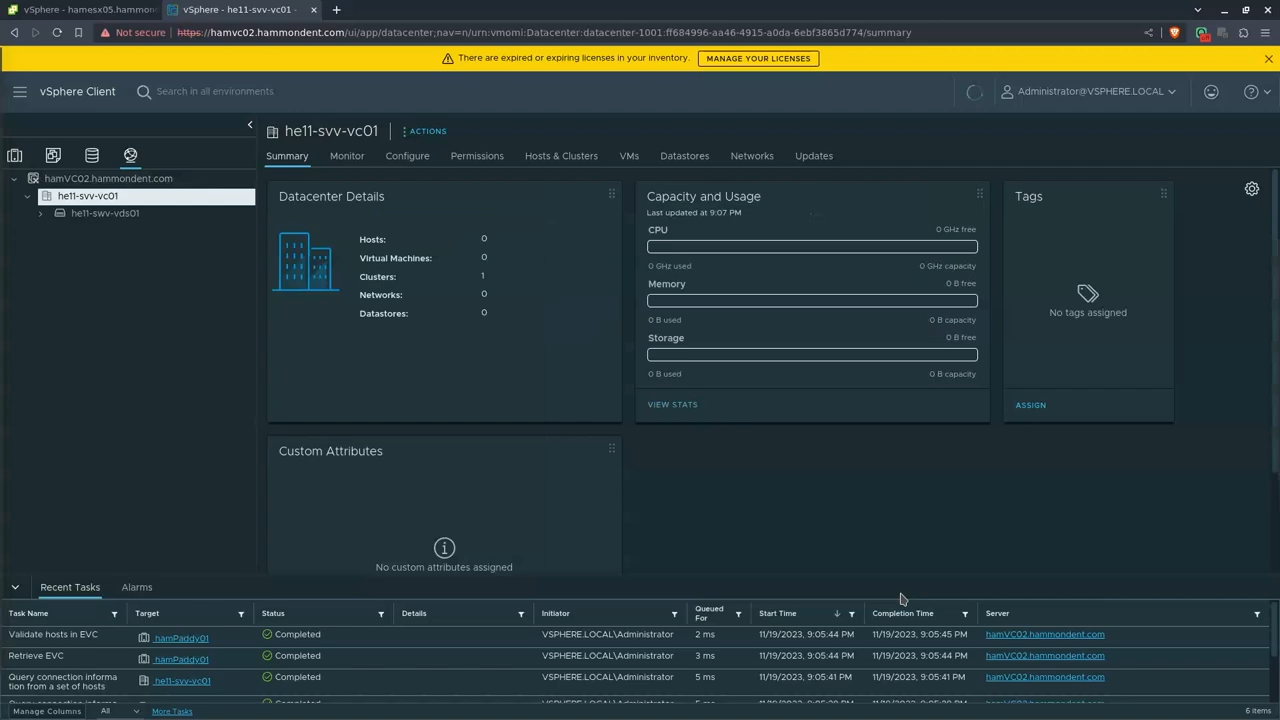 vSphere - hamesx05.hammon
vSphere - he11-svv-vc01 -
Not secure
https://hamvc02.hammondent.com/ui/app/datacenter;nav=n/urn:vmomi:Datacenter:datacenter-1001:ff684996-aa46-4915-a0da-6ebf3865d774/summary
There are expired or expiring licenses in your inventory.
MANAGE YOUR LICENSES
vSphere Client
Search in all environments
Administrator@VSPHERE.LOCAL
he11-svv-vc01
ACTIONS
Summary
Monitor
Configure
Permissions
Hosts & Clusters
VMs
Datastores
Networks
Updates
hamVC02.hammondent.com
he11-svv-vc01
he11-swv-vds01
Datacenter Details
Hosts: 0
Virtual Machines: 0
Clusters: 1
Networks: 0
Datastores: 0
Capacity and Usage
Last updated at 9:07 PM
CPU
0 GHz free
0 GHz used
0 GHz capacity
Memory
0 B free
0 B used
0 B capacity
Storage
0 B free
0 B used
0 B capacity
VIEW STATS
Tags
No tags assigned
ASSIGN
Custom Attributes
No custom attributes assigned
Recent Tasks
Alarms
Task Name Target Status Details Initiator Queued For Start Time Completion Time Server
Validate hosts in EVC hamPaddy01 Completed VSPHERE.LOCAL\Administrator 2 ms 11/19/2023, 9:05:44 PM 11/19/2023, 9:05:45 PM hamVC02.hammondent.com
Retrieve EVC hamPaddy01 Completed VSPHERE.LOCAL\Administrator 3 ms 11/19/2023, 9:05:44 PM 11/19/2023, 9:05:44 PM hamVC02.hammondent.com
Query connection informa
tion from a set of hosts he11-svv-vc01 Completed VSPHERE.LOCAL\Administrator 5 ms 11/19/2023, 9:05:41 PM 11/19/2023, 9:05:41 PM hamVC02.hammondent.com
Manage Columns
All
More Tasks
6 items